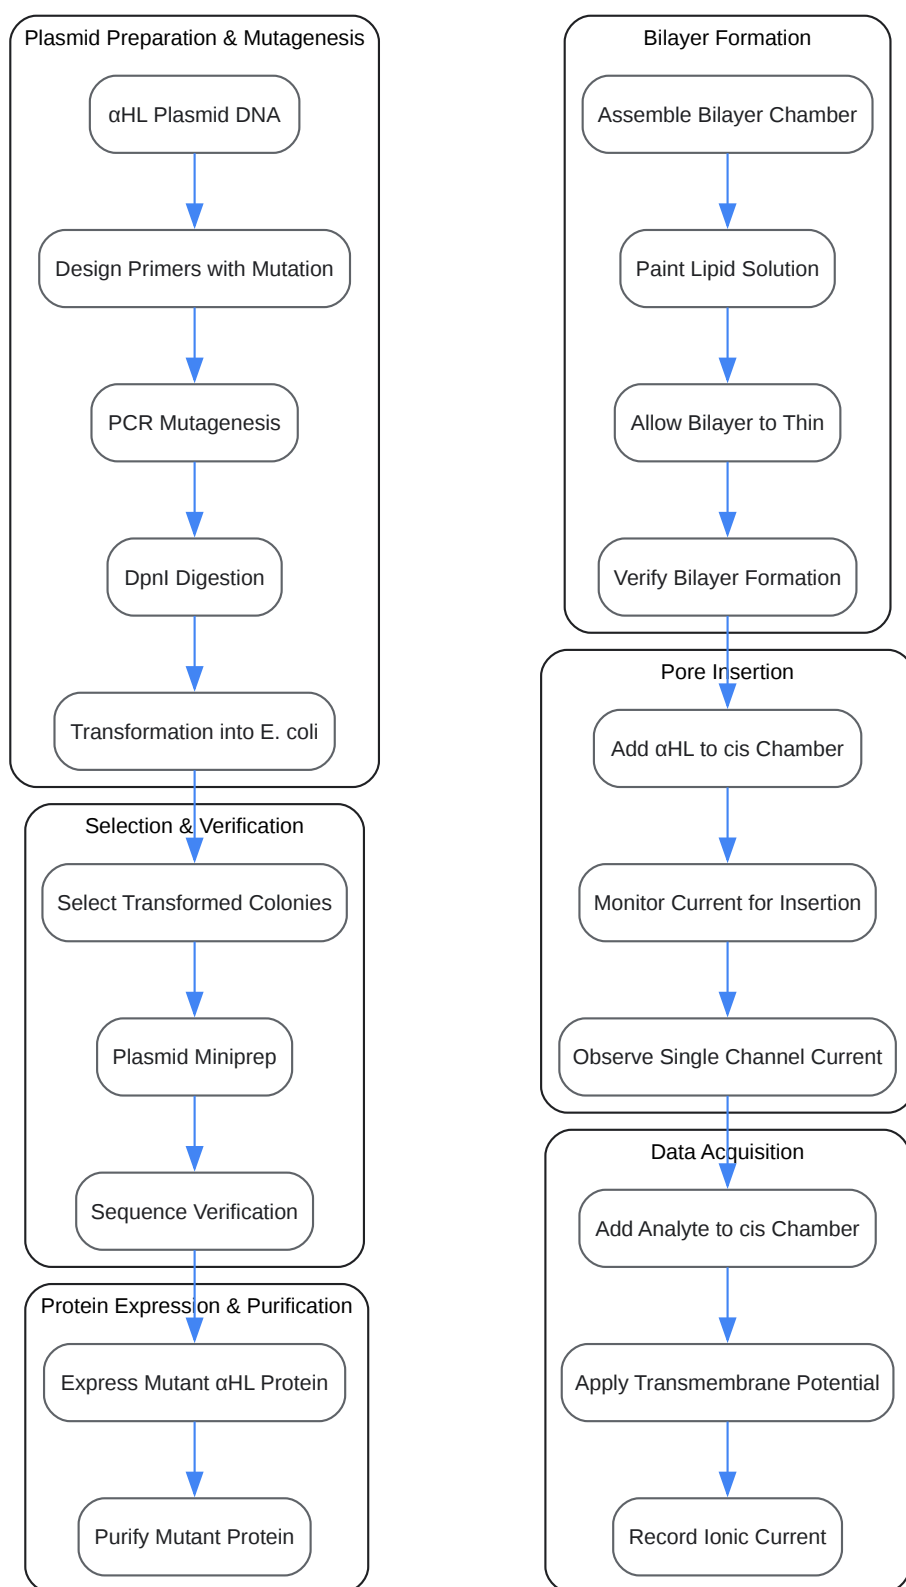 Plasmid Preparation & Mutagenesis
αHL Plasmid DNA
Design Primers with Mutation
PCR Mutagenesis
DpnI Digestion
Transformation into E. coli
Selection & Verification
Select Transformed Colonies
Plasmid Miniprep
Sequence Verification
Protein Expression & Purification
Express Mutant αHL Protein
Purify Mutant Protein
Bilayer Formation
Assemble Bilayer Chamber
Paint Lipid Solution
Allow Bilayer to Thin
Verify Bilayer Formation
Pore Insertion
Add αHL to cis Chamber
Monitor Current for Insertion
Observe Single Channel Current
Data Acquisition
Add Analyte to cis Chamber
Apply Transmembrane Potential
Record Ionic Current